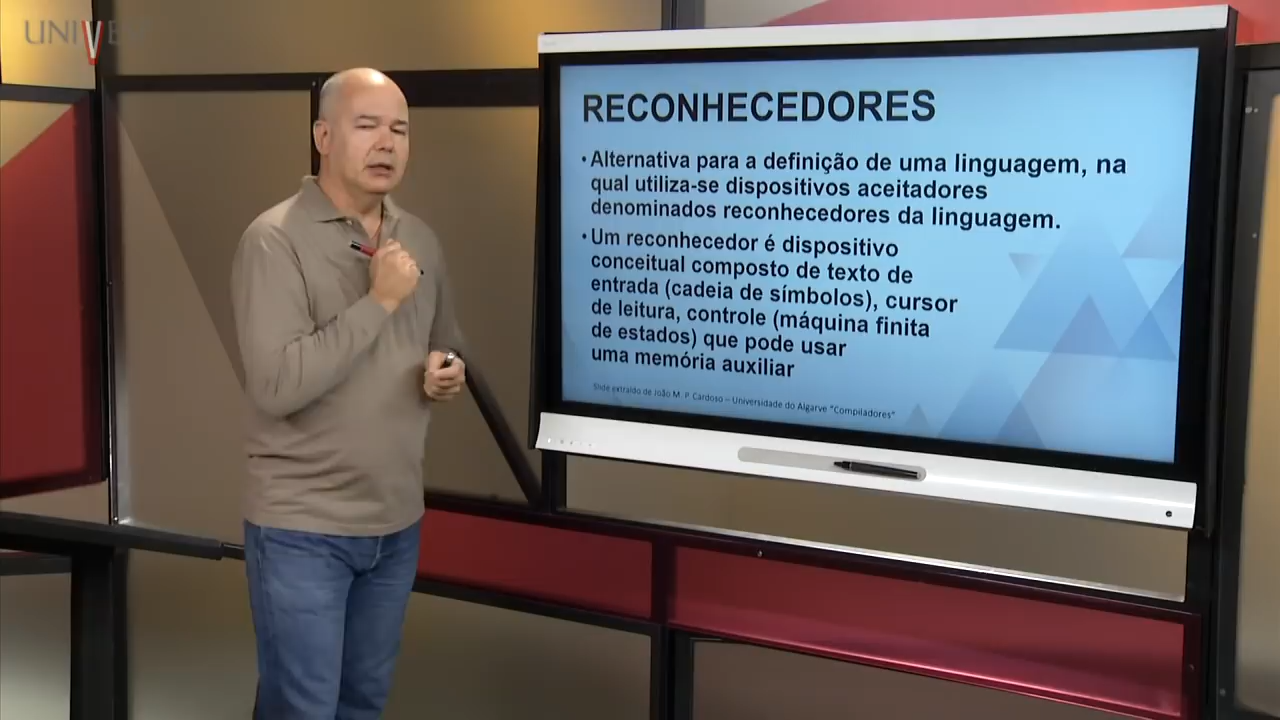 UNIVESP
RECONHECEDORES
• Alternativa para a definição de uma linguagem, na
qual utiliza-se dispositivos aceitadores
denominados reconhecedores da linguagem.
• Um reconhecedor é dispositivo
conceitual composto de texto de
entrada (cadeia de símbolos), cursor
de leitura, controle (máquina finita
de estados) que pode usar
uma memória auxiliar
Slide extraído de João M. P. Cardoso – Universidade do Algarve "Compiladores"